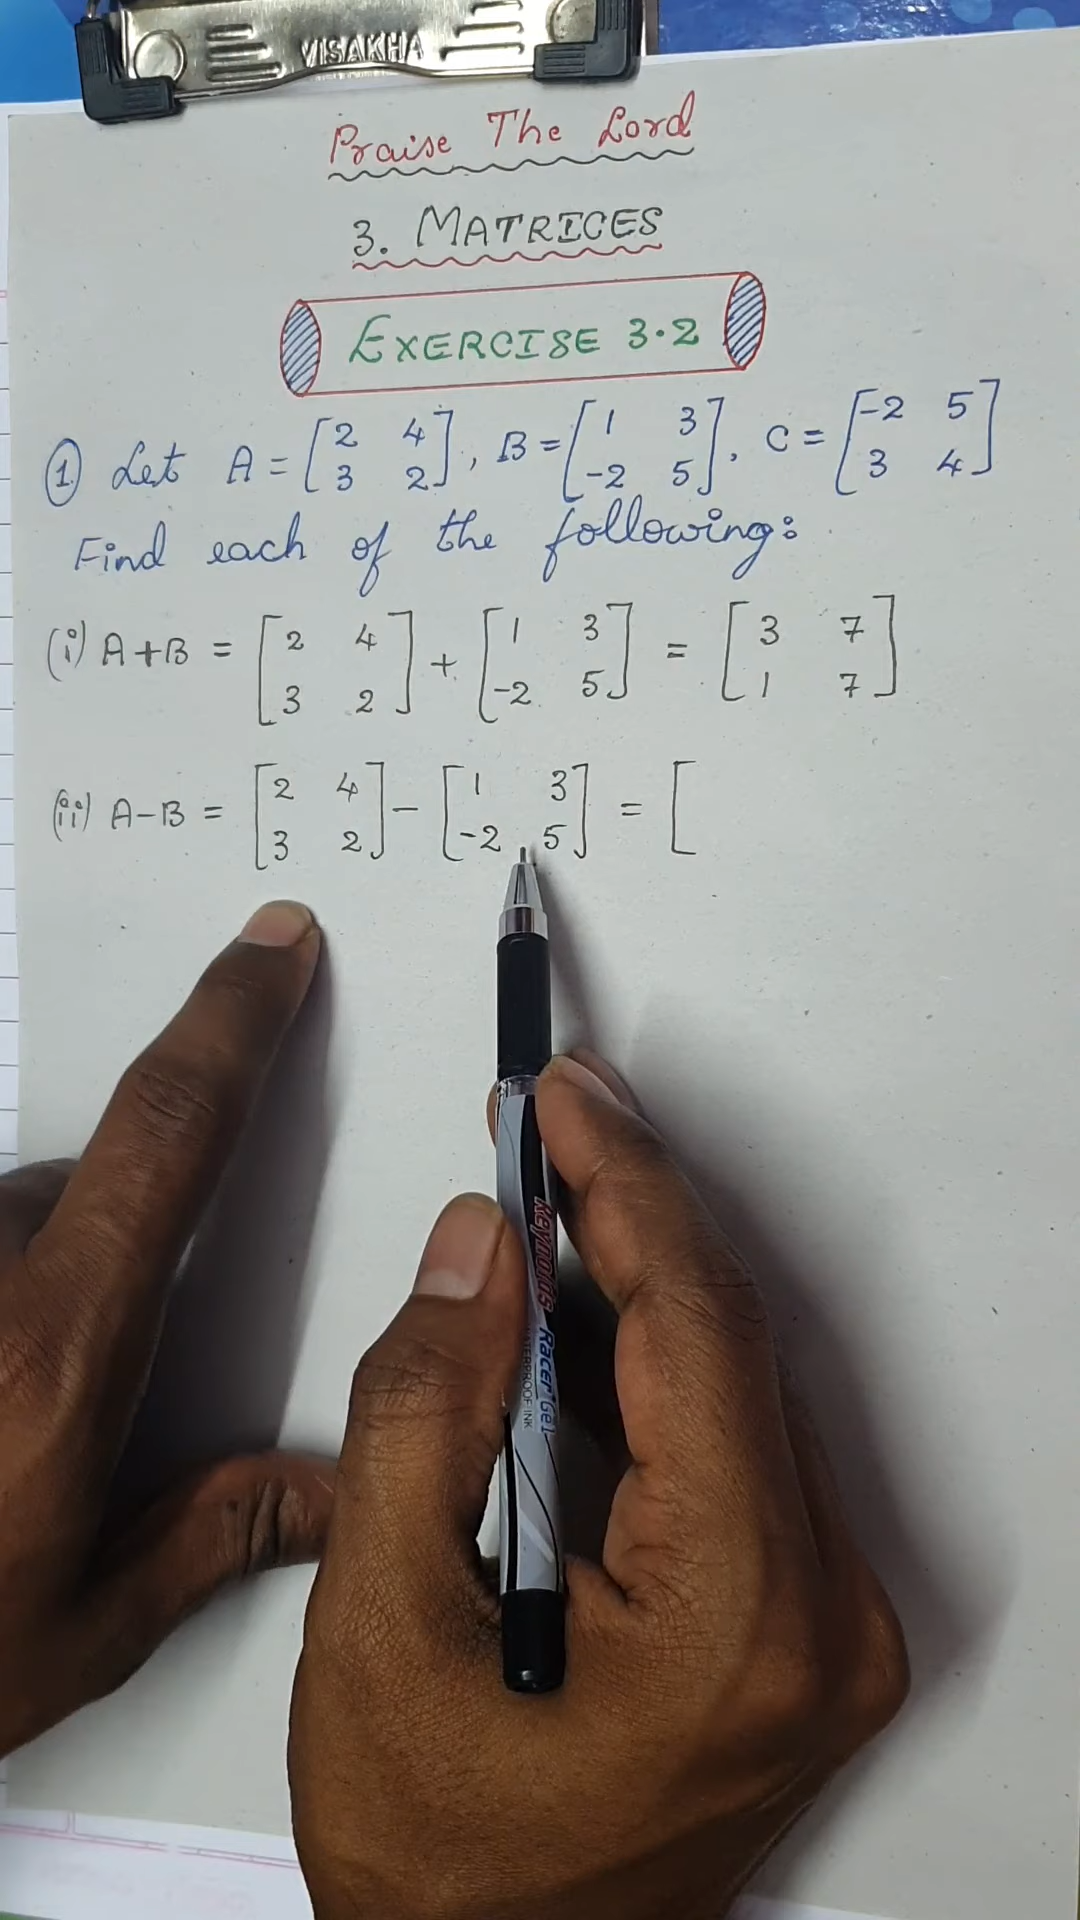 VISAKHA
Praise The Lord
3. MATRICES
EXERCISE 3.2
① Let A = [2 4 3 2], B = [1 3 -2 5], C = [-2 5 3 4]
Find each of the following:
(i) A+B = [2 4 3 2] + [1 3 -2 5] = [3 7 1 7]
(ii) A-B = [2 4 3 2] - [1 3 -2 5] = [
Reynolds Racer Gel
WATERPROOF INK